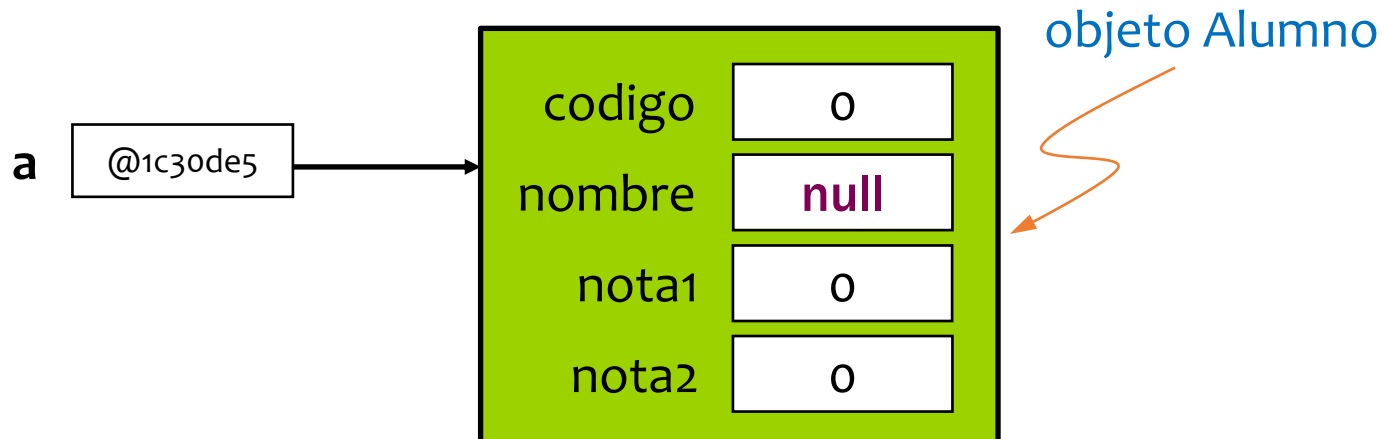 objeto Alumno
codigo 0
a @1c30de5
nombre null
nota1 0
nota2 0